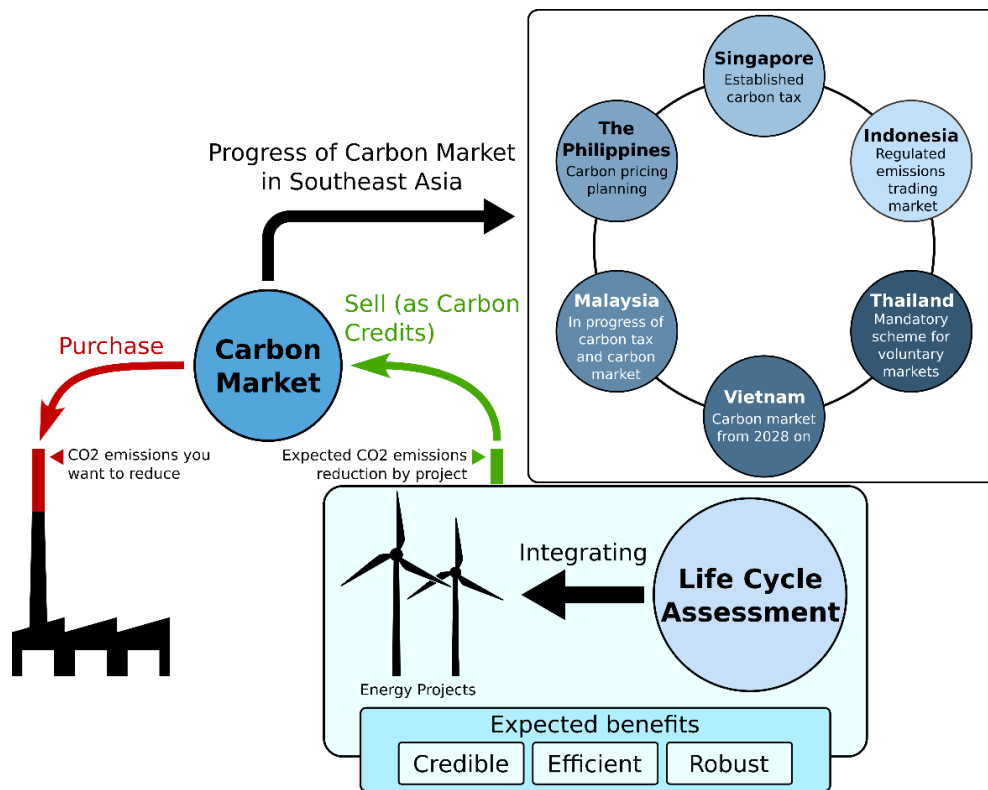 Progress of Carbon Market
in Southeast Asia
Singapore
Established
carbon tax
The
Philippines
Carbon pricing
planning
Indonesia
Regulated
emissions
trading
market
Malaysia
In progress of
carbon tax
and carbon
market
Thailand
Mandatory
scheme for
voluntary
markets
Vietnam
Carbon market
from 2028 on
Purchase
Carbon
Market
Sell (as Carbon
Credits)
CO2 emissions you
want to reduce
Expected CO2 emissions
reduction by project
Integrating
Life Cycle
Assessment
Energy Projects
Expected benefits
Credible
Efficient
Robust